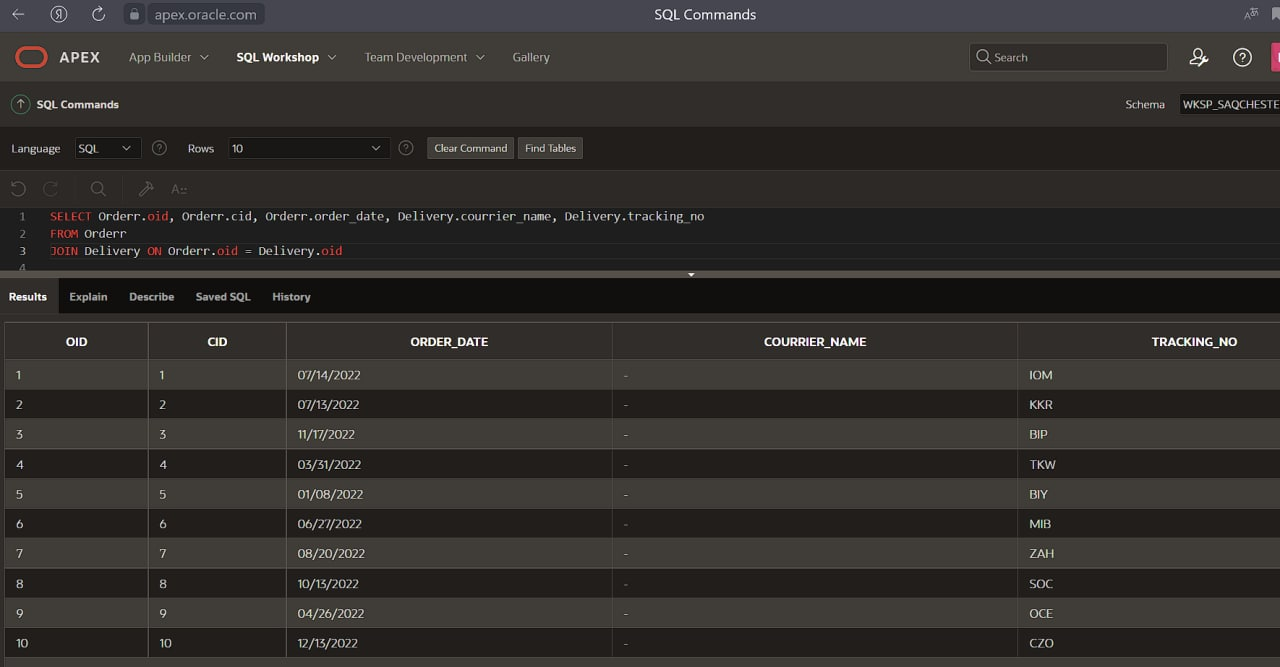 apex.oracle.com SQL Commands
APEX App Builder SQL Workshop Team Development Gallery Search
SQL Commands Schema WKSP_SAQCHESTE
Language SQL Rows 10 Clear Command Find Tables
1 SELECT Orderr.oid, Orderr.cid, Orderr.order_date, Delivery.courrier_name, Delivery.tracking_no
2 FROM Orderr
3 JOIN Delivery ON Orderr.oid = Delivery.oid
4
Results Explain Describe Saved SQL History
OID CID ORDER_DATE COURRIER_NAME TRACKING_NO
1 1 07/14/2022 - IOM
2 2 07/13/2022 - KKR
3 3 11/17/2022 - BIP
4 4 03/31/2022 - TKW
5 5 01/08/2022 - BIY
6 6 06/27/2022 - MIB
7 7 08/20/2022 - ZAH
8 8 10/13/2022 - SOC
9 9 04/26/2022 - OCE
10 10 12/13/2022 - CZO